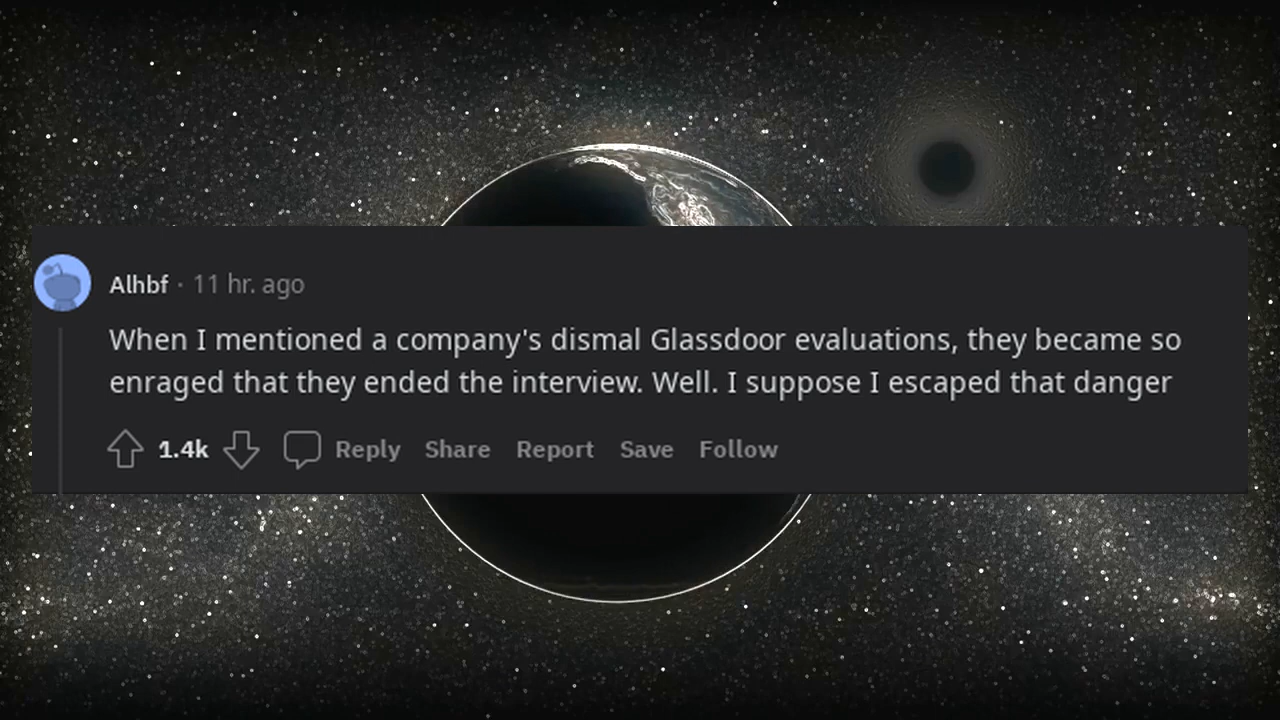 Alhbf · 11 hr. ago
When I mentioned a company's dismal Glassdoor evaluations, they became so
enraged that they ended the interview. Well. I suppose I escaped that danger
1.4k Reply Share Report Save Follow